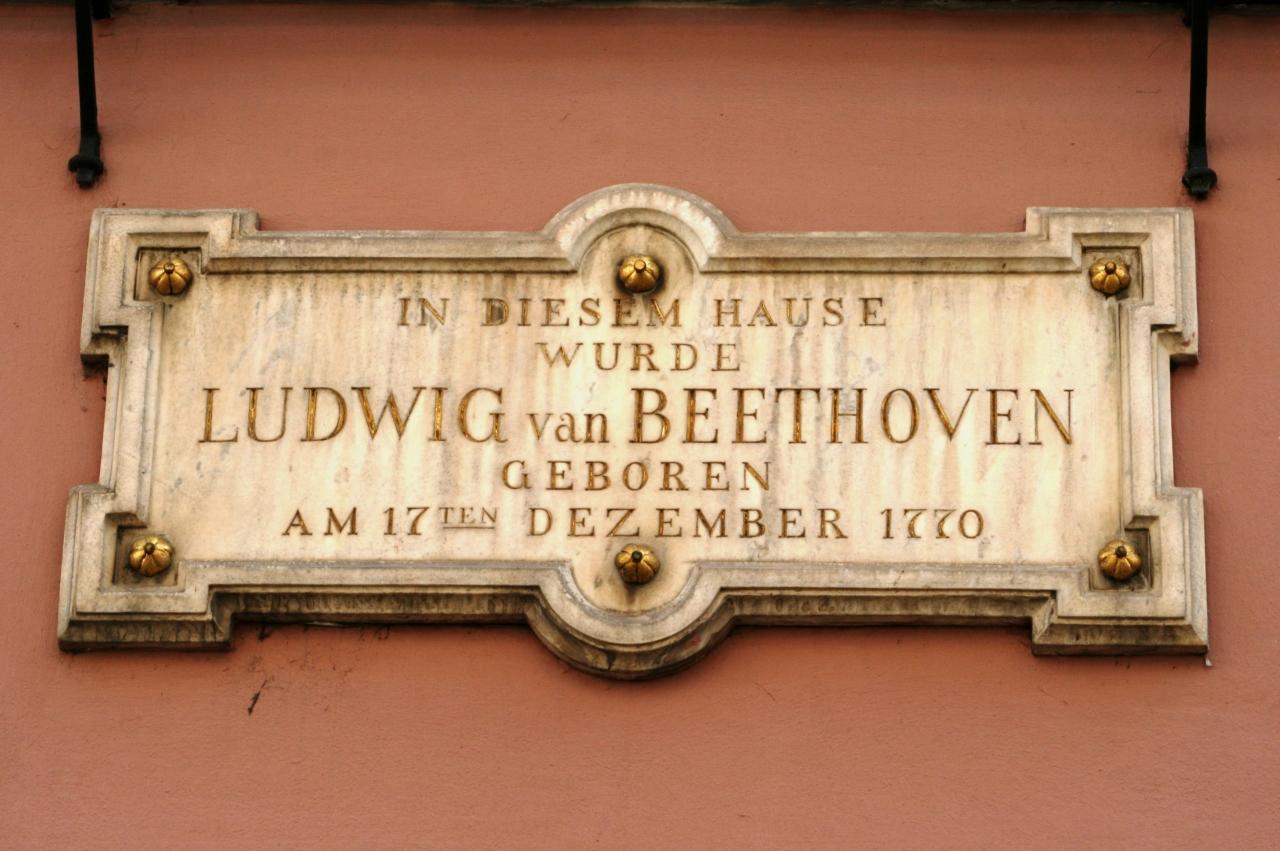 IN DIESEM HAUSE
WURDE
LUDWIG van BEETHOVEN
GEBOREN
AM 17TEN DEZEMBER 1770